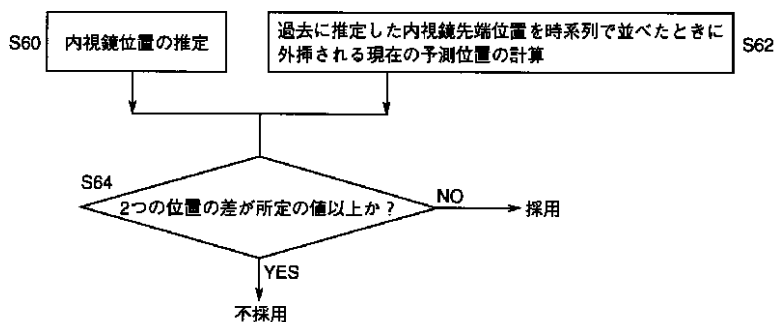 S60
内視鏡位置の推定
過去に推定した内視鏡先端位置を時系列で並べたときに
外挿される現在の予測位置の計算
S62
S64
2つの位置の差が所定の値以上か?
NO
採用
YES
不採用